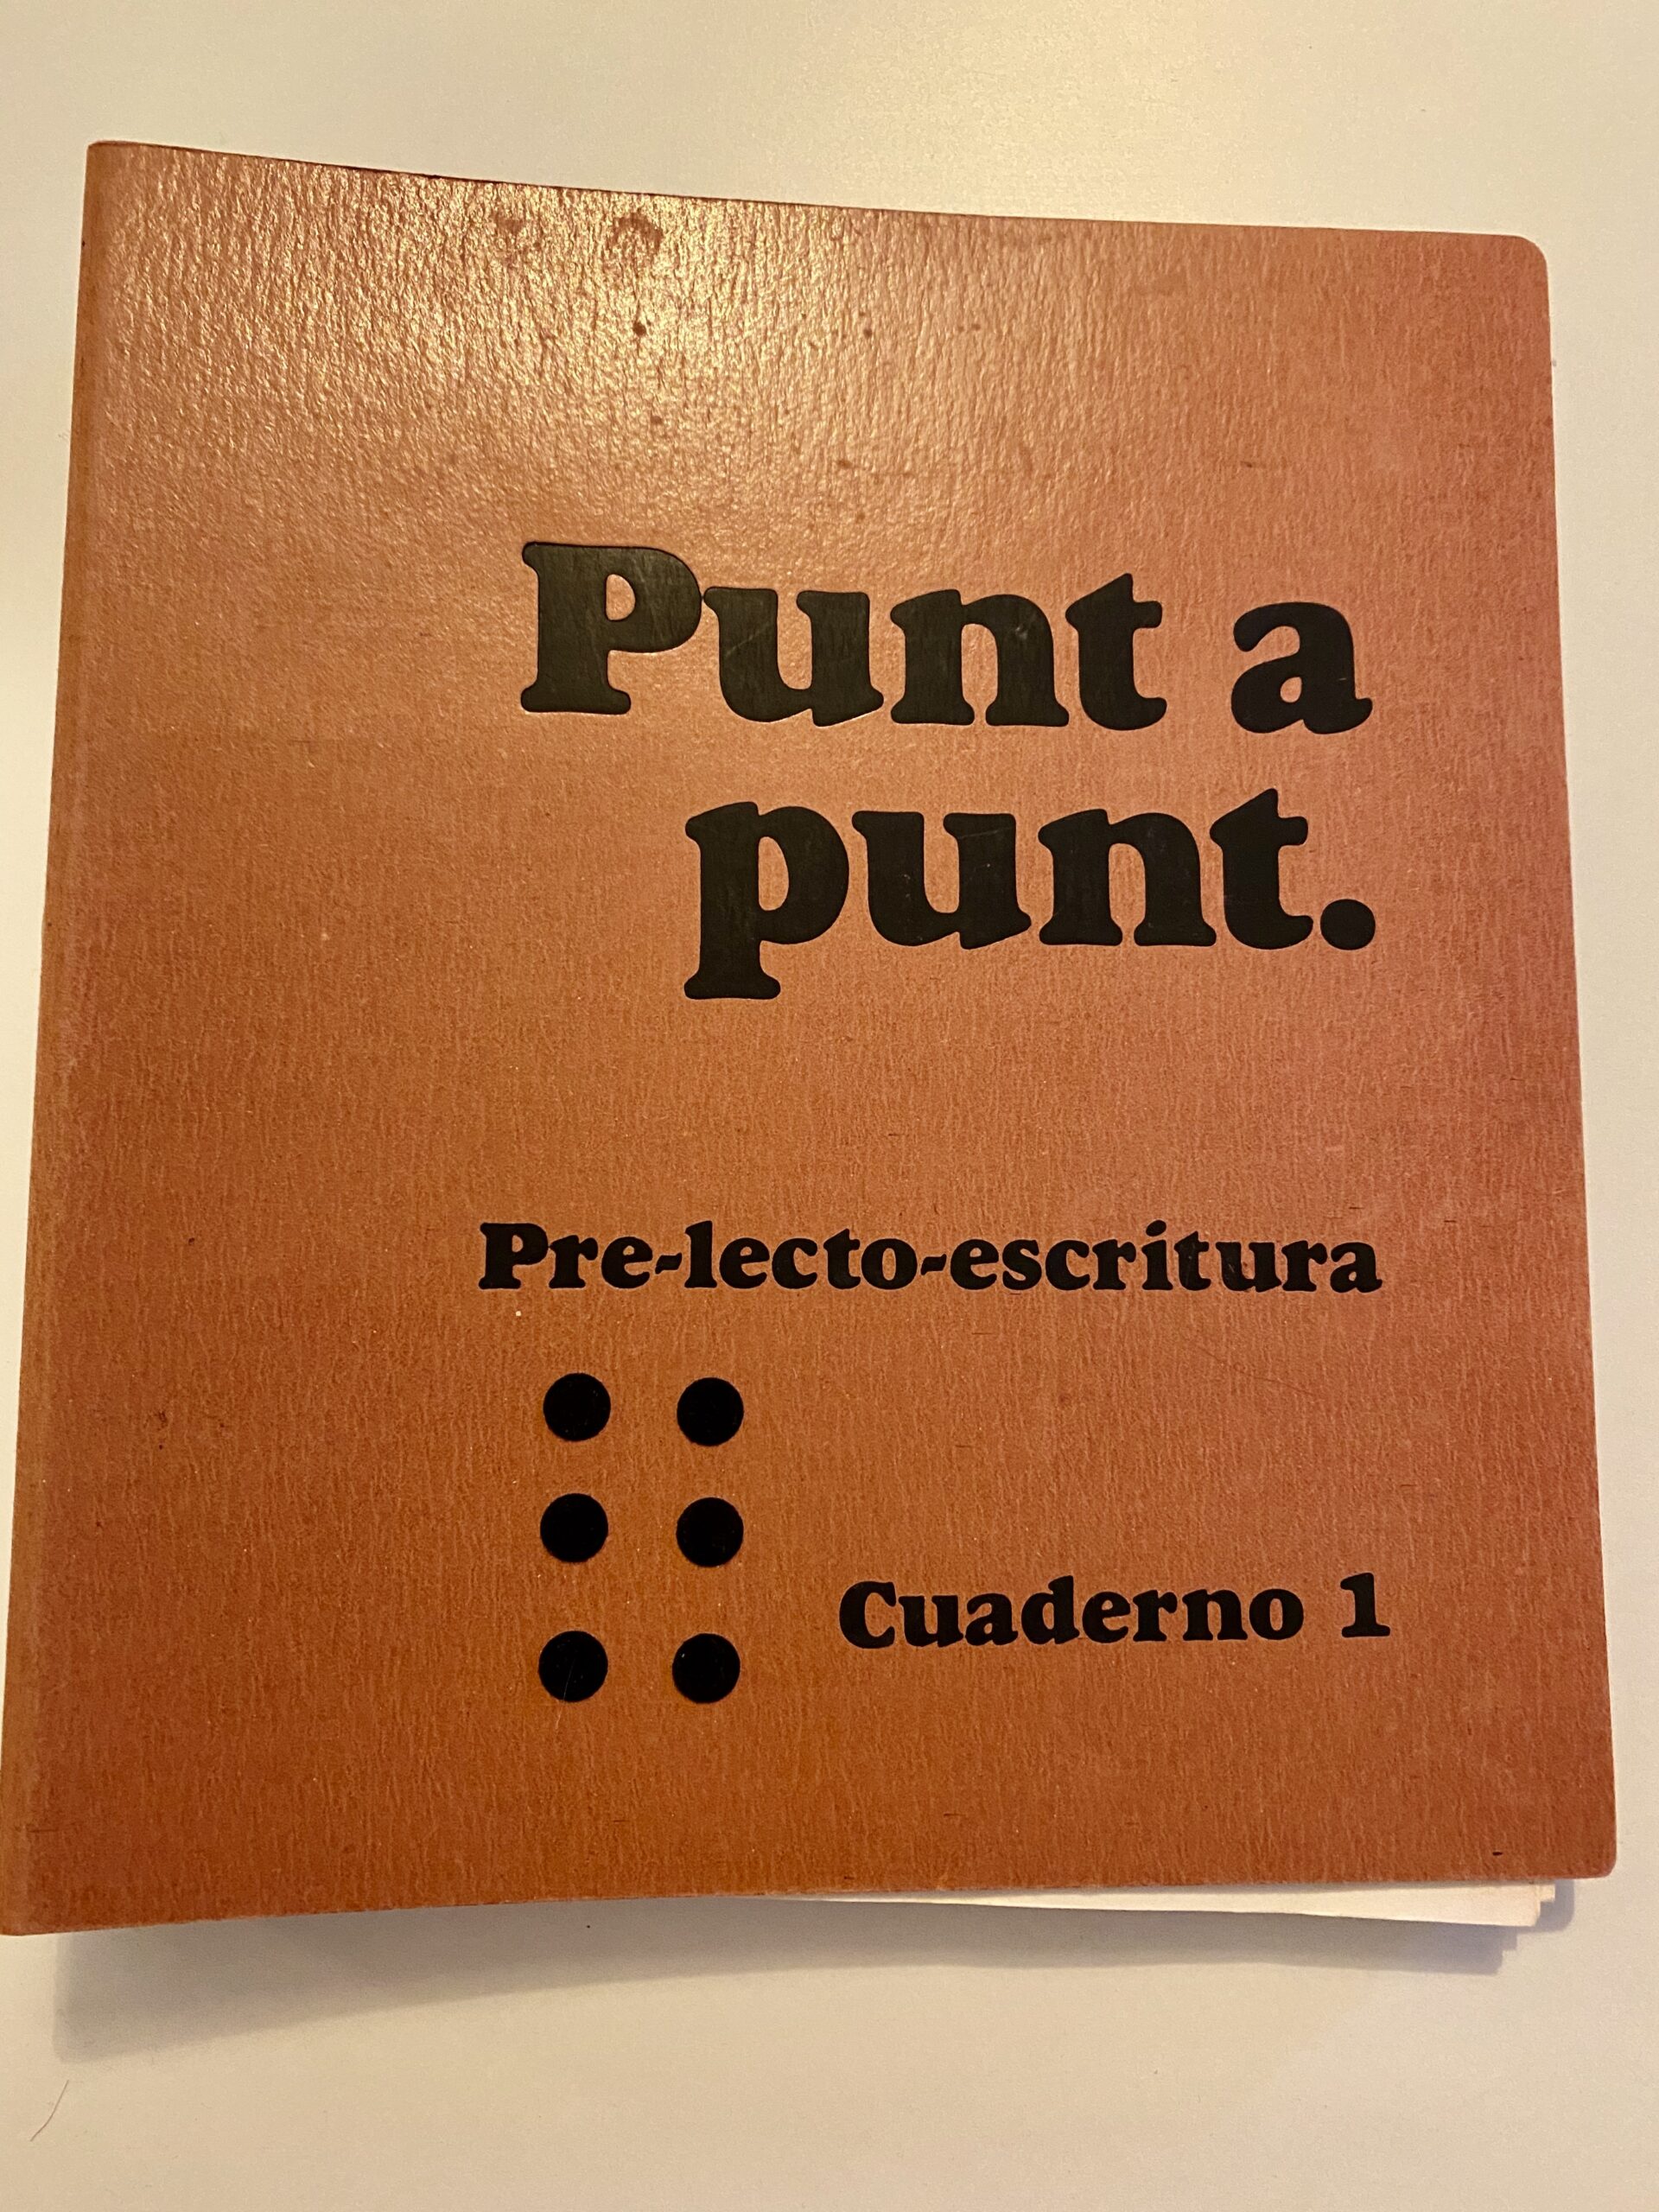 Punt a
punt.
Pre-lecto-escritura
Cuaderno 1